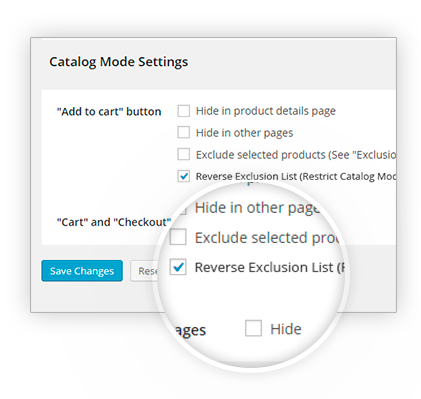 Catalog Mode Settings
"Add to cart" button
Hide in product details page
Hide in other pages
Exclude selected products (See "Exclusion
Reverse Exclusion List (Restrict Catalog Mod
"Cart" and "Checkout"
Save Changes
Rese
Hide in other page
Exclude selected prod
Reverse Exclusion List (R
ages
Hide